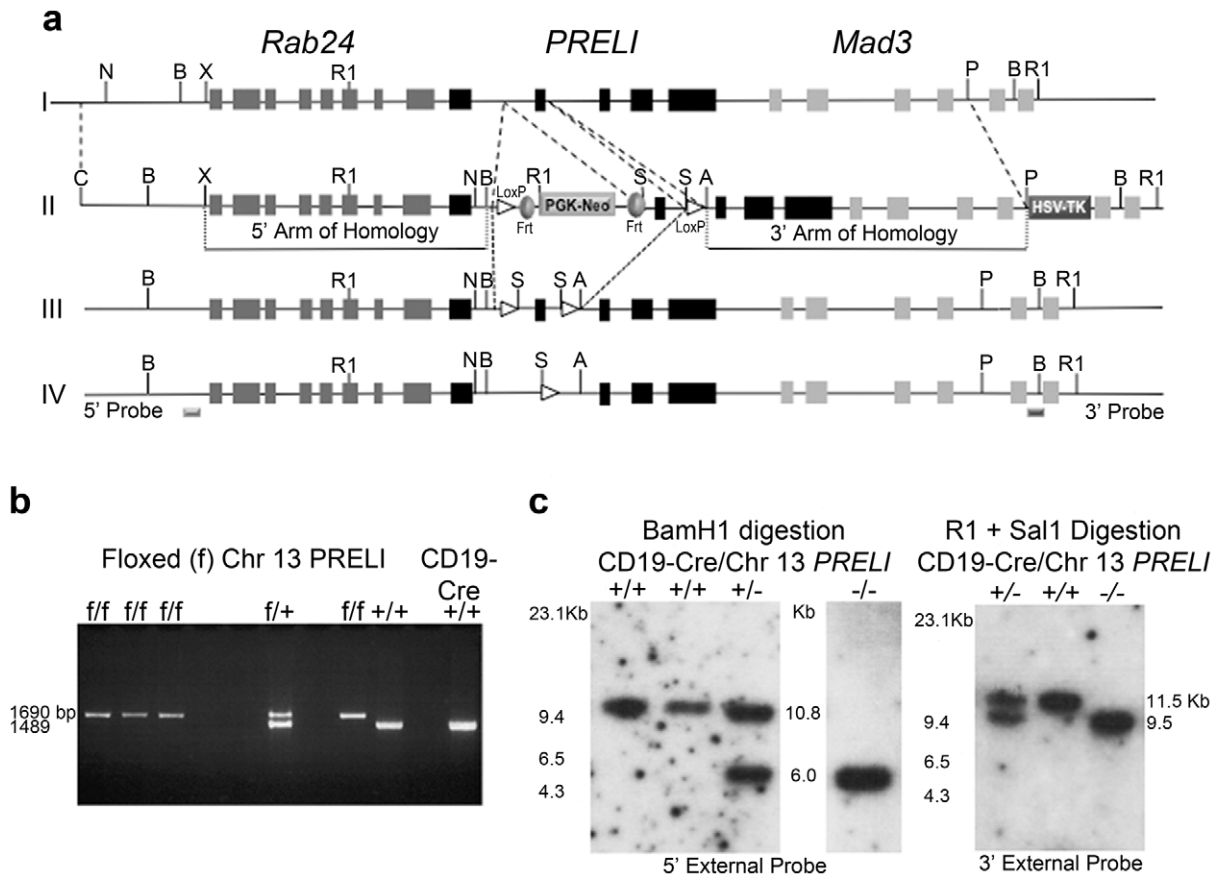 a
Rab24 PRELI Mad3
N B X R1 P B R1
I
C B X R1 N B LoxP R1 S S A P B R1
II PGK-Neo HSV-TK
Frt Frt LoxP
5’ Arm of Homology 3’ Arm of Homology
B R1 N B S S A P B R1
III
B R1 N B S A P B R1
IV
5’ Probe 3’ Probe
b
Floxed (f) Chr 13 PRELI CD19-
Cre
f/f f/f f/f f/+ f/f +/+ +/+
1690 bp
1489
c
BamH1 digestion
CD19-Cre/Chr 13 PRELI
+/+ +/+ +/- -/-
23.1Kb Kb
9.4 10.8
6.5
6.0
4.3
5’ External Probe
R1 + Sal1 Digestion
CD19-Cre/Chr 13 PRELI
+/- +/+ -/-
23.1Kb
11.5 Kb
9.4 9.5
6.5
4.3
3’ External Probe